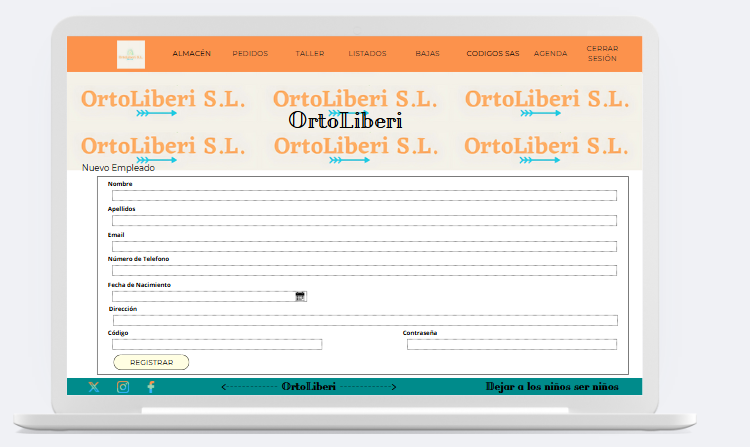 ALMACÉN PEDIDOS TALLER LISTADOS BAJAS CODIGOS SAS AGENDA CERRAR SESIÓN
OrtoLiberi S.L. OrtoLiberi S.L. OrtoLiberi S.L.
OrtoLiberi
OrtoLiberi S.L. OrtoLiberi S.L. OrtoLiberi S.L.
Nuevo Empleado
Nombre
Apellidos
Email
Número de Telefono
Fecha de Nacimiento
Dirección
Código Contraseña
REGISTRAR
OrtoLiberi Dejar a los niños ser niños